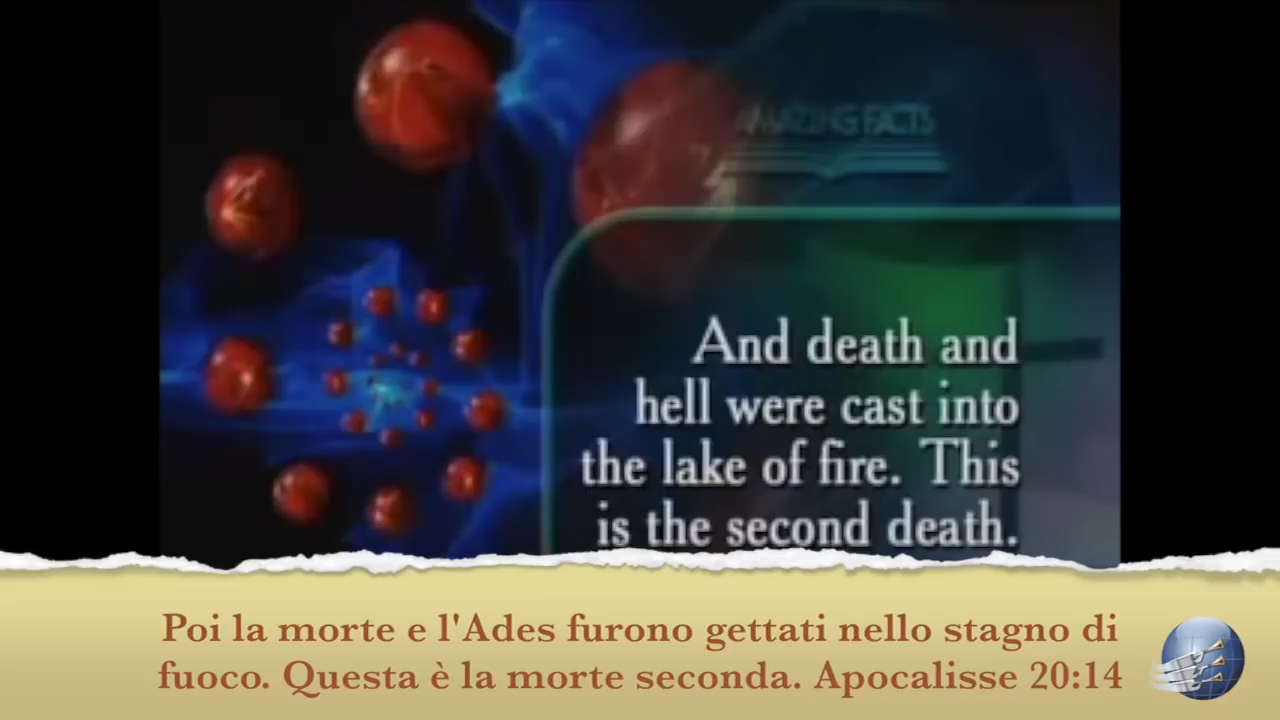 AMAZING FACTS
And death and
hell were cast into
the lake of fire. This
is the second death.
Poi la morte e l'Ades furono gettati nello stagno di
fuoco. Questa è la morte seconda. Apocalisse 20:14